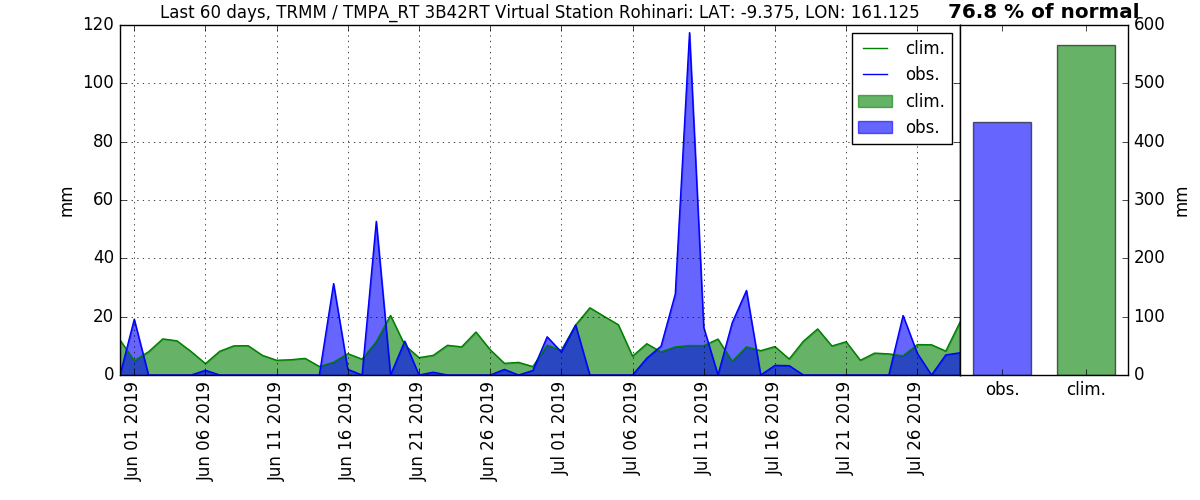 Last 60 days, TRMM / TMPA_RT 3B42RT Virtual Station Rohinari: LAT: -9.375, LON: 161.125
76.8 % of normal
120
100
80
60
40
20
0
mm
clim.
obs.
clim.
obs.
Jun 01 2019
Jun 06 2019
Jun 11 2019
Jun 16 2019
Jun 21 2019
Jun 26 2019
Jul 01 2019
Jul 06 2019
Jul 11 2019
Jul 16 2019
Jul 21 2019
Jul 26 2019
600
500
400
300
200
100
0
mm
obs.
clim.